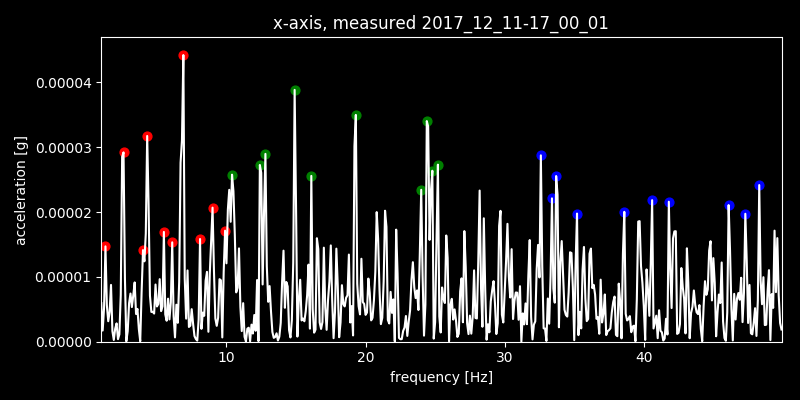 x-axis, measured 2017_12_11-17_00_01
0.00004
0.00003
0.00002
0.00001
0.00000
acceleration [g]
10 20 30 40
frequency [Hz]